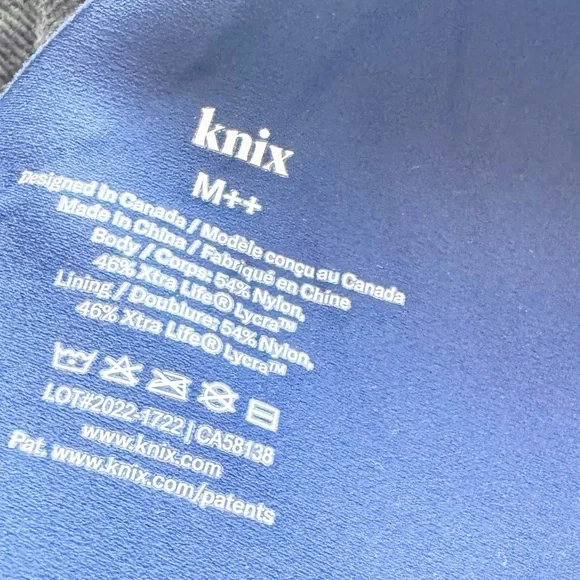 knix
M++
Designed in Canada / Modèle conçu au Canada
Made in China / Fabriqué en Chine
Body / Corps: 54% Nylon,
46% Xtra Life® Lycra™
Lining / Doublure: 54% Nylon,
46% Xtra Life® Lycra™
LOT#2022-1722 | CA58138
www.knix.com
Pat. www.knix.com/patents